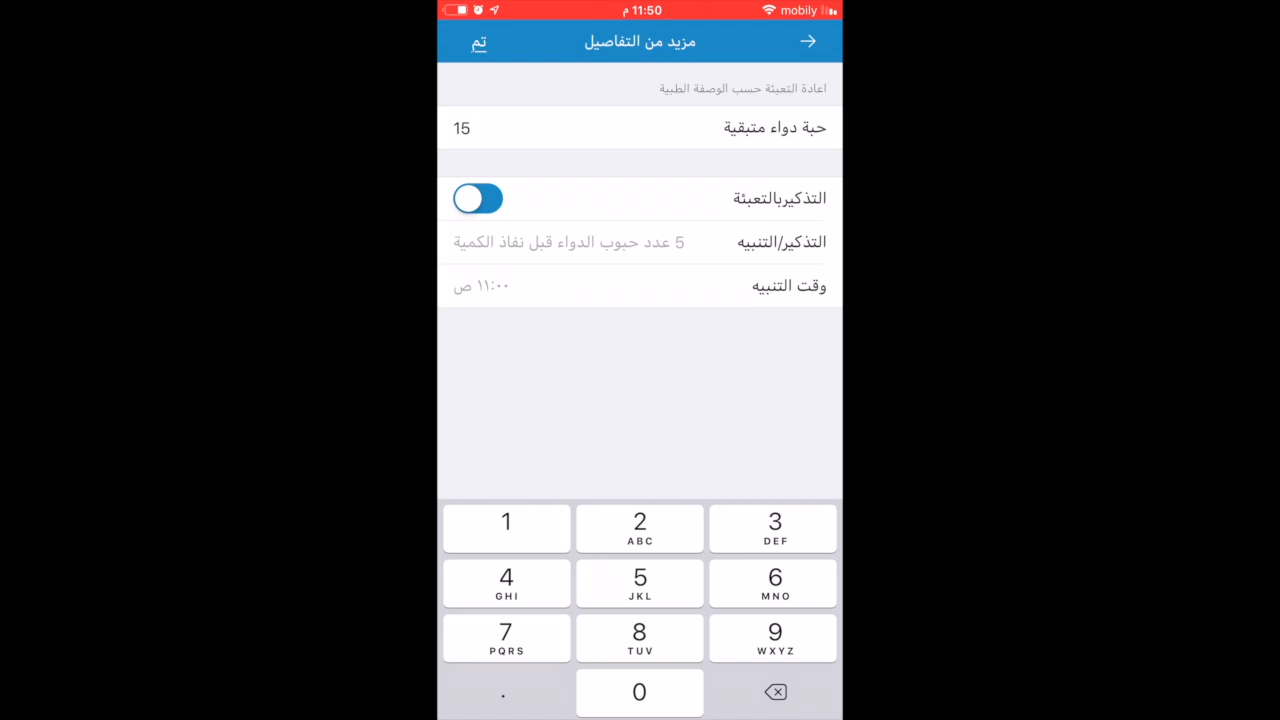 mobily 11:50 م
مزيد من التفاصيل
تم
اعادة التعبئة حسب الوصفة الطبية
حبة دواء متبقية 15
التذكيربالتعبئة
التذكير/التنبيه 5 عدد حبوب الدواء قبل نفاذ الكمية
وقت التنبيه ١١:٠٠ ص
1 2 3
ABC DEF
4 5 6
GHI JKL MNO
7 8 9
PQRS TUV WXYZ
. 0